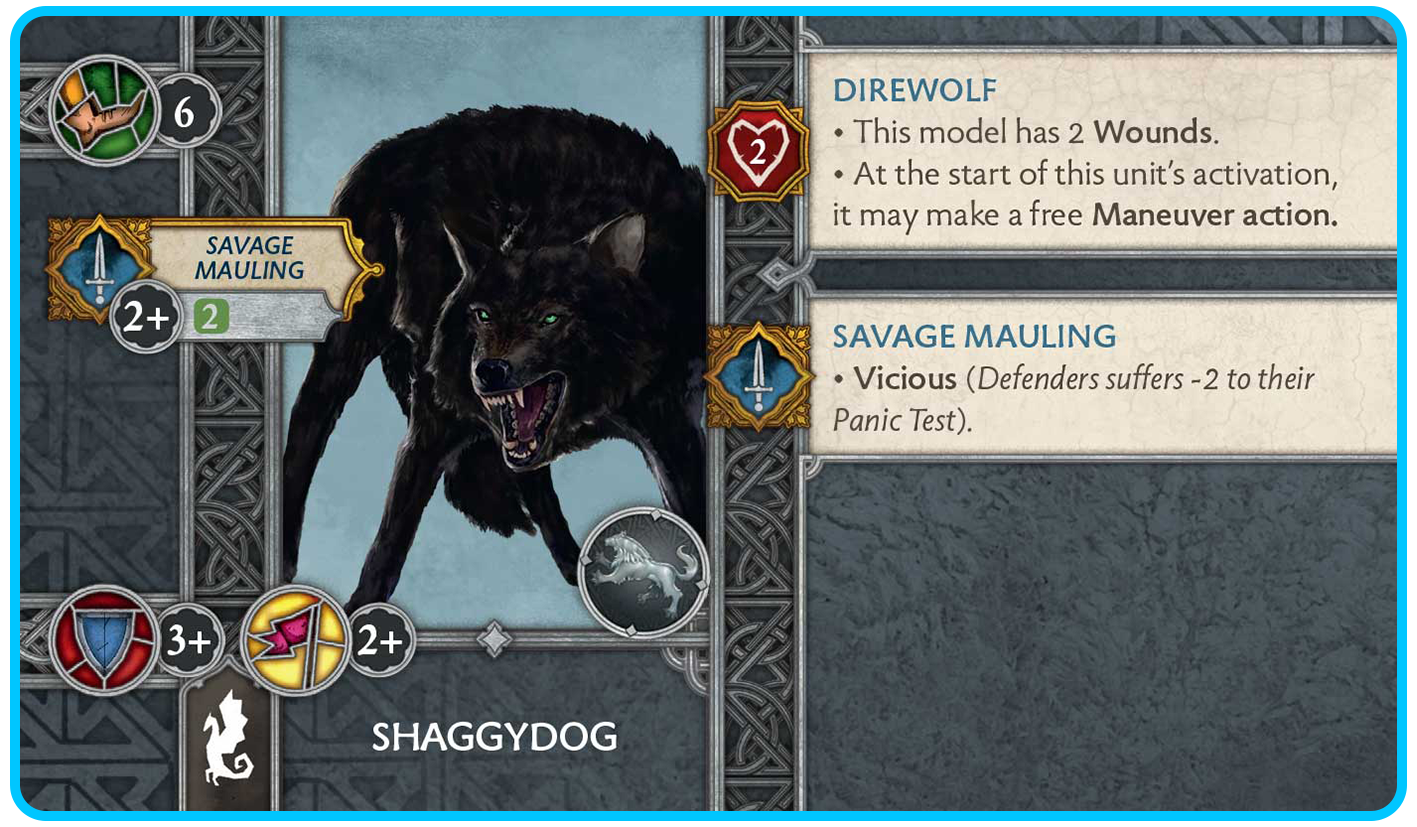 6
SAVAGE
MAULING
2+
2
3+
2+
SHAGGYDOG
2
DIREWOLF
• This model has 2 Wounds.
• At the start of this unit's activation,
it may make a free Maneuver action.
SAVAGE MAULING
• Vicious (Defenders suffers -2 to their
Panic Test).